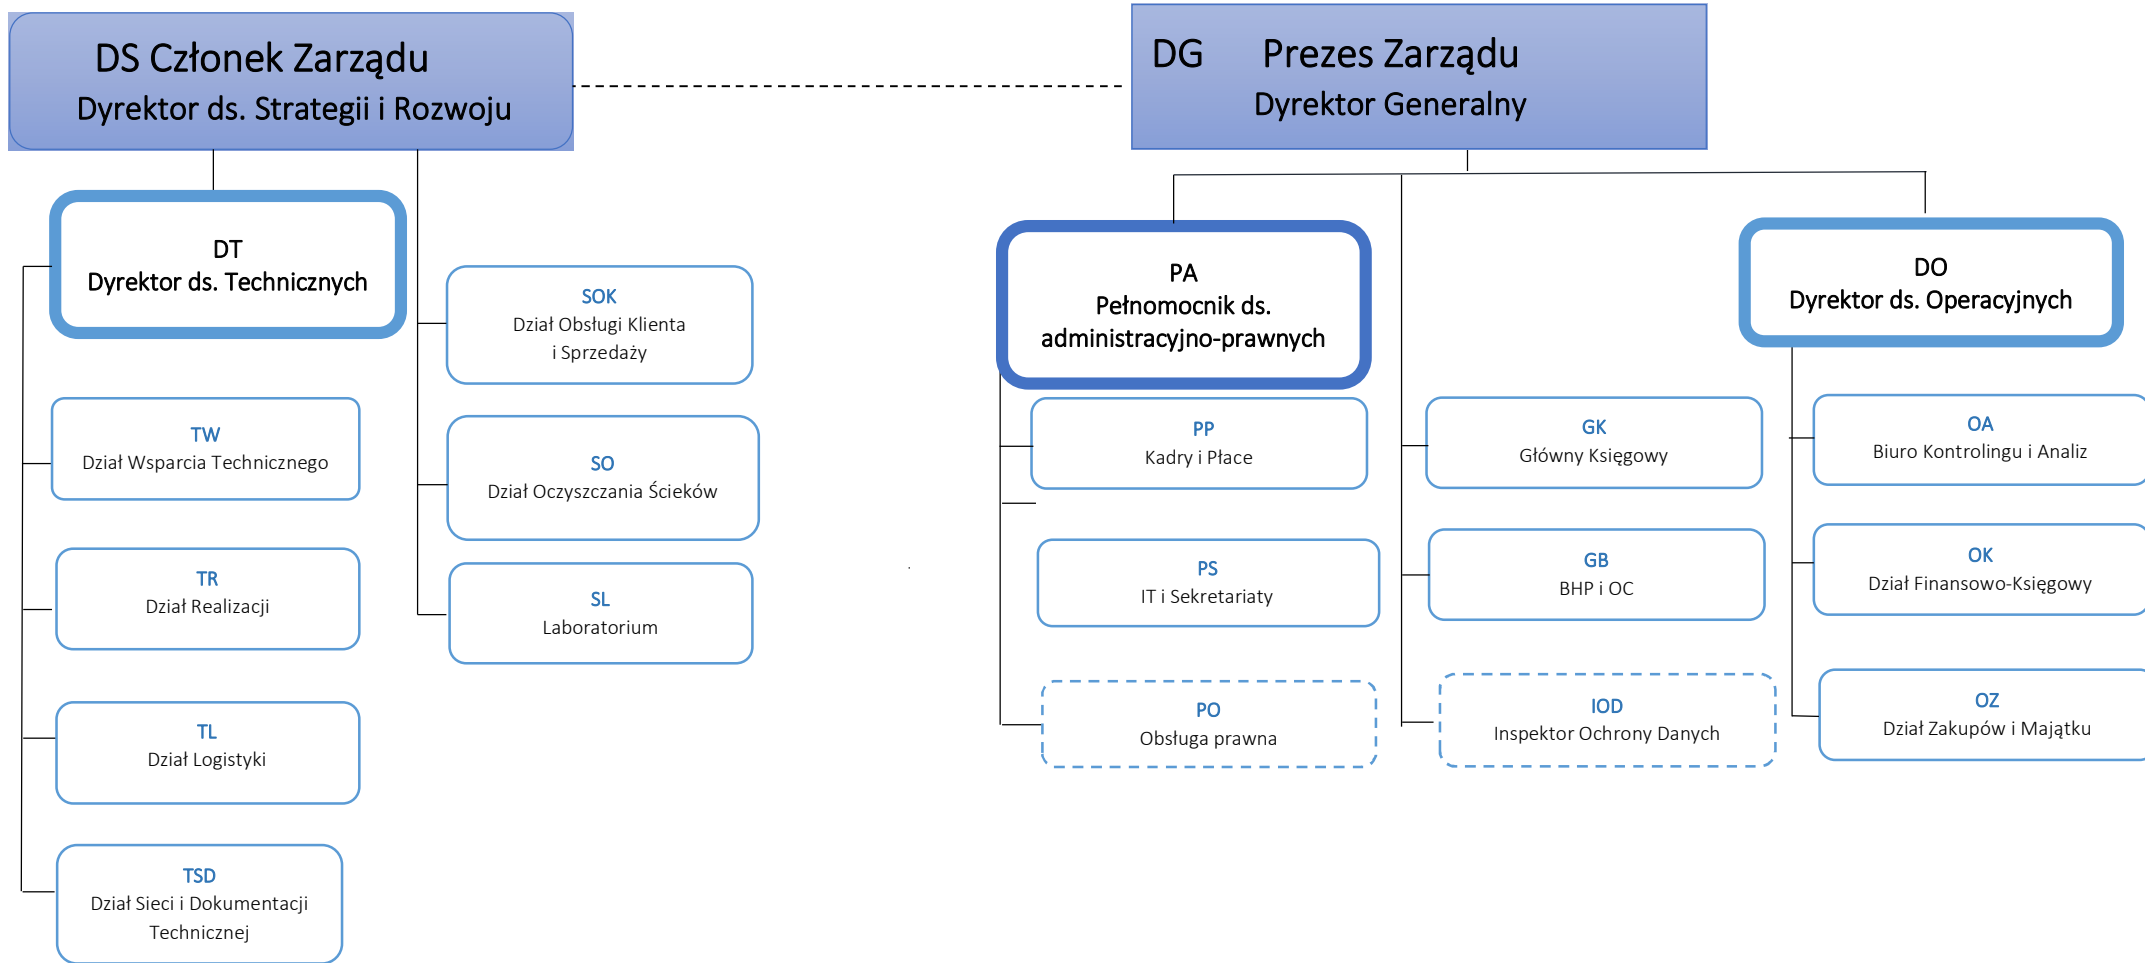 DS Członek Zarządu
Dyrektor ds. Strategii i Rozwoju
DG Prezes Zarządu
Dyrektor Generalny
DT
Dyrektor ds. Technicznych
TW
Dział Wsparcia Technicznego
TR
Dział Realizacji
TL
Dział Logistyki
TSD
Dział Sieci i Dokumentacji
Technicznej
SOK
Dział Obsługi Klienta
i Sprzedaży
SO
Dział Oczyszczania Ścieków
SL
Laboratorium
PA
Pełnomocnik ds.
administracyjno-prawnych
PP
Kadry i Płace
PS
IT i Sekretariaty
PO
Obsługa prawna
GK
Główny Księgowy
GB
BHP i OC
IOD
Inspektor Ochrony Danych
DO
Dyrektor ds. Operacyjnych
OA
Biuro Kontrolingu i Analiz
OK
Dział Finansowo-Księgowy
OZ
Dział Zakupów i Majątku